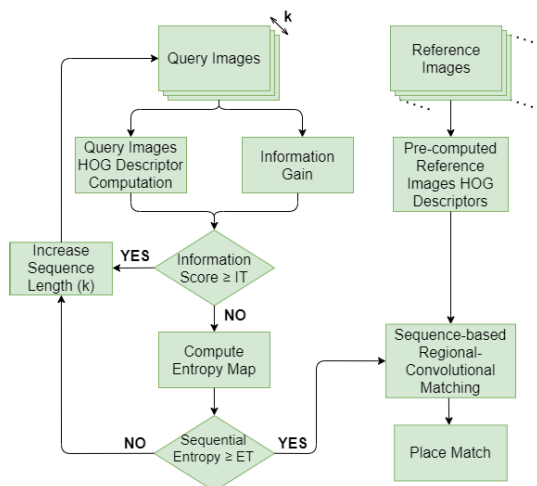 k
Query Images
Reference
Images
Query Images
HOG Descriptor
Computation
Information
Gain
Pre-computed
Reference
Images HOG
Descriptors
Increase
Sequence
Length (k)
YES
Information
Score ≥ IT
NO
Compute
Entropy Map
Sequence-based
Regional-
Convolutional
Matching
NO
Sequential
Entropy ≥ ET
YES
Place Match